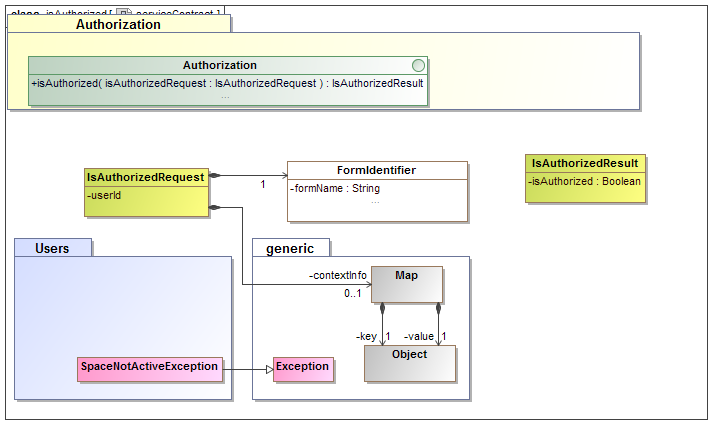 class isAuthorized [ serviceContract ]
Authorization
Authorization
+isAuthorized( isAuthorizedRequest : IsAuthorizedRequest ) : IsAuthorizedResult
...
IsAuthorizedRequest
-userId
1
FormIdentifier
-formName : String
...
IsAuthorizedResult
-isAuthorized : Boolean
Users
generic
-contextInfo
0..1
Map
-key
1
-value
1
Object
SpaceNotActiveException
Exception